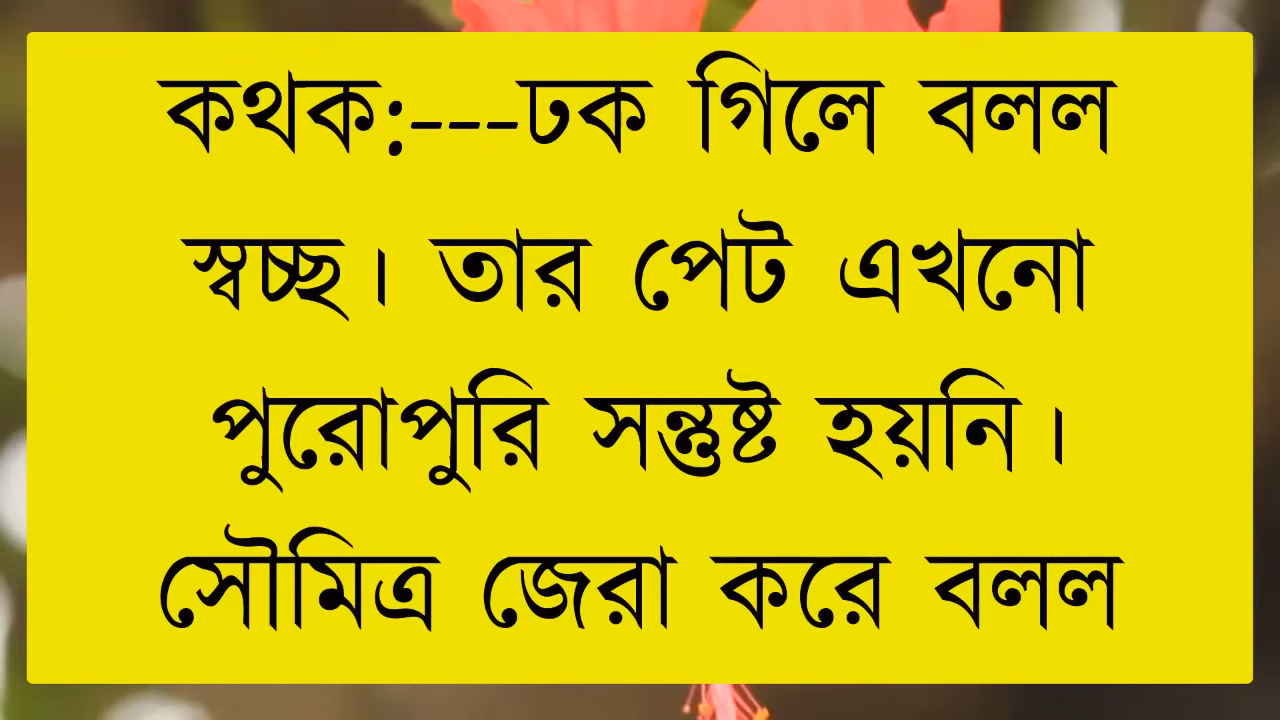 কথক:---ঢক গিলে বলল
স্বচ্ছ। তার পেট এখনো
পুরোপুরি সন্তুষ্ট হয়নি।
সৌমিত্র জেরা করে বলল